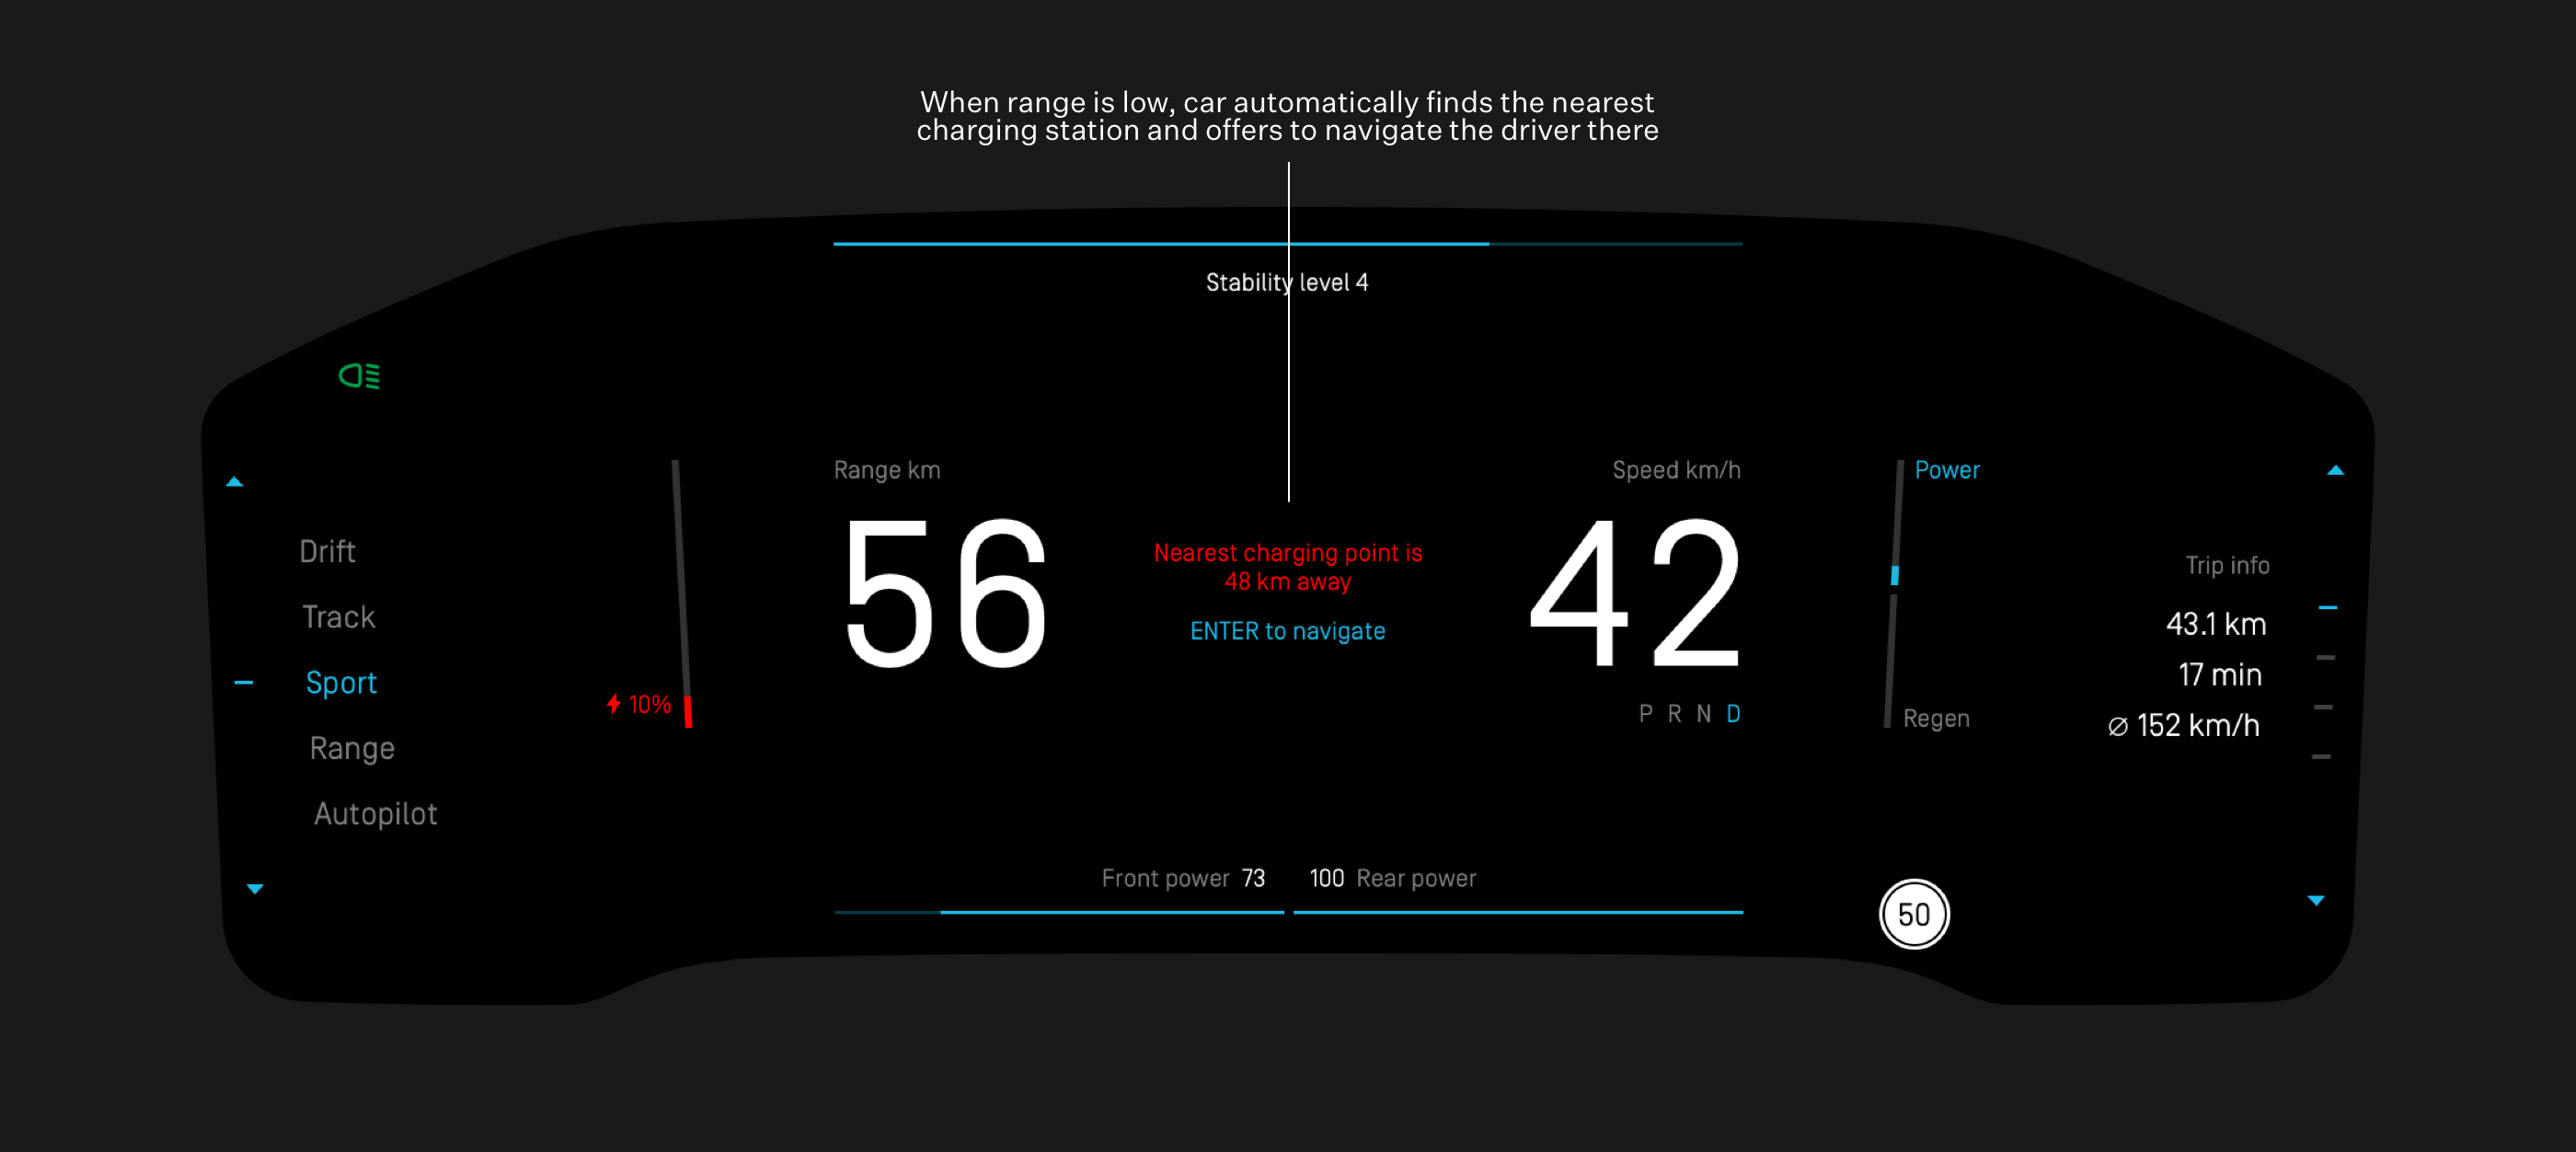 When range is low, car automatically finds the nearest
charging station and offers to navigate the driver there
Stability level 4
Drift
Track
Sport
Range
Autopilot
10%
Range km
56
Nearest charging point is
48 km away
ENTER to navigate
Speed km/h
42
P R N D
Power
Regen
Trip info
43.1 km
17 min
∅ 152 km/h
Front power 73
100 Rear power
50